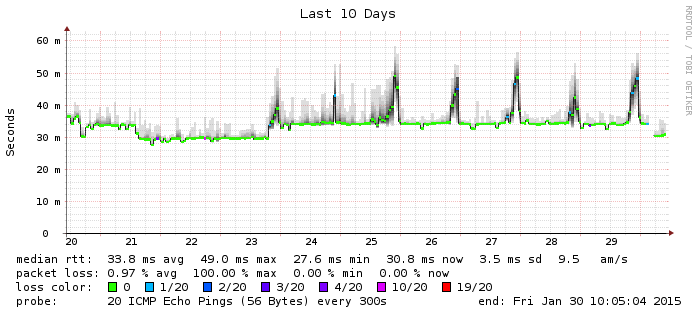 Last 10 Days
RRDTOOL / TOBI OETIKER
Seconds
60 m
50 m
40 m
30 m
20 m
10 m
0
20 21 22 23 24 25 26 27 28 29
median rtt: 33.8 ms avg 49.0 ms max 27.6 ms min 30.8 ms now 3.5 ms sd 9.5 am/s
packet loss: 0.97 % avg 100.00 % max 0.00 % min 0.00 % now
loss color: 0 1/20 2/20 3/20 4/20 10/20 19/20
probe: 20 ICMP Echo Pings (56 Bytes) every 300s end: Fri Jan 30 10:05:04 2015